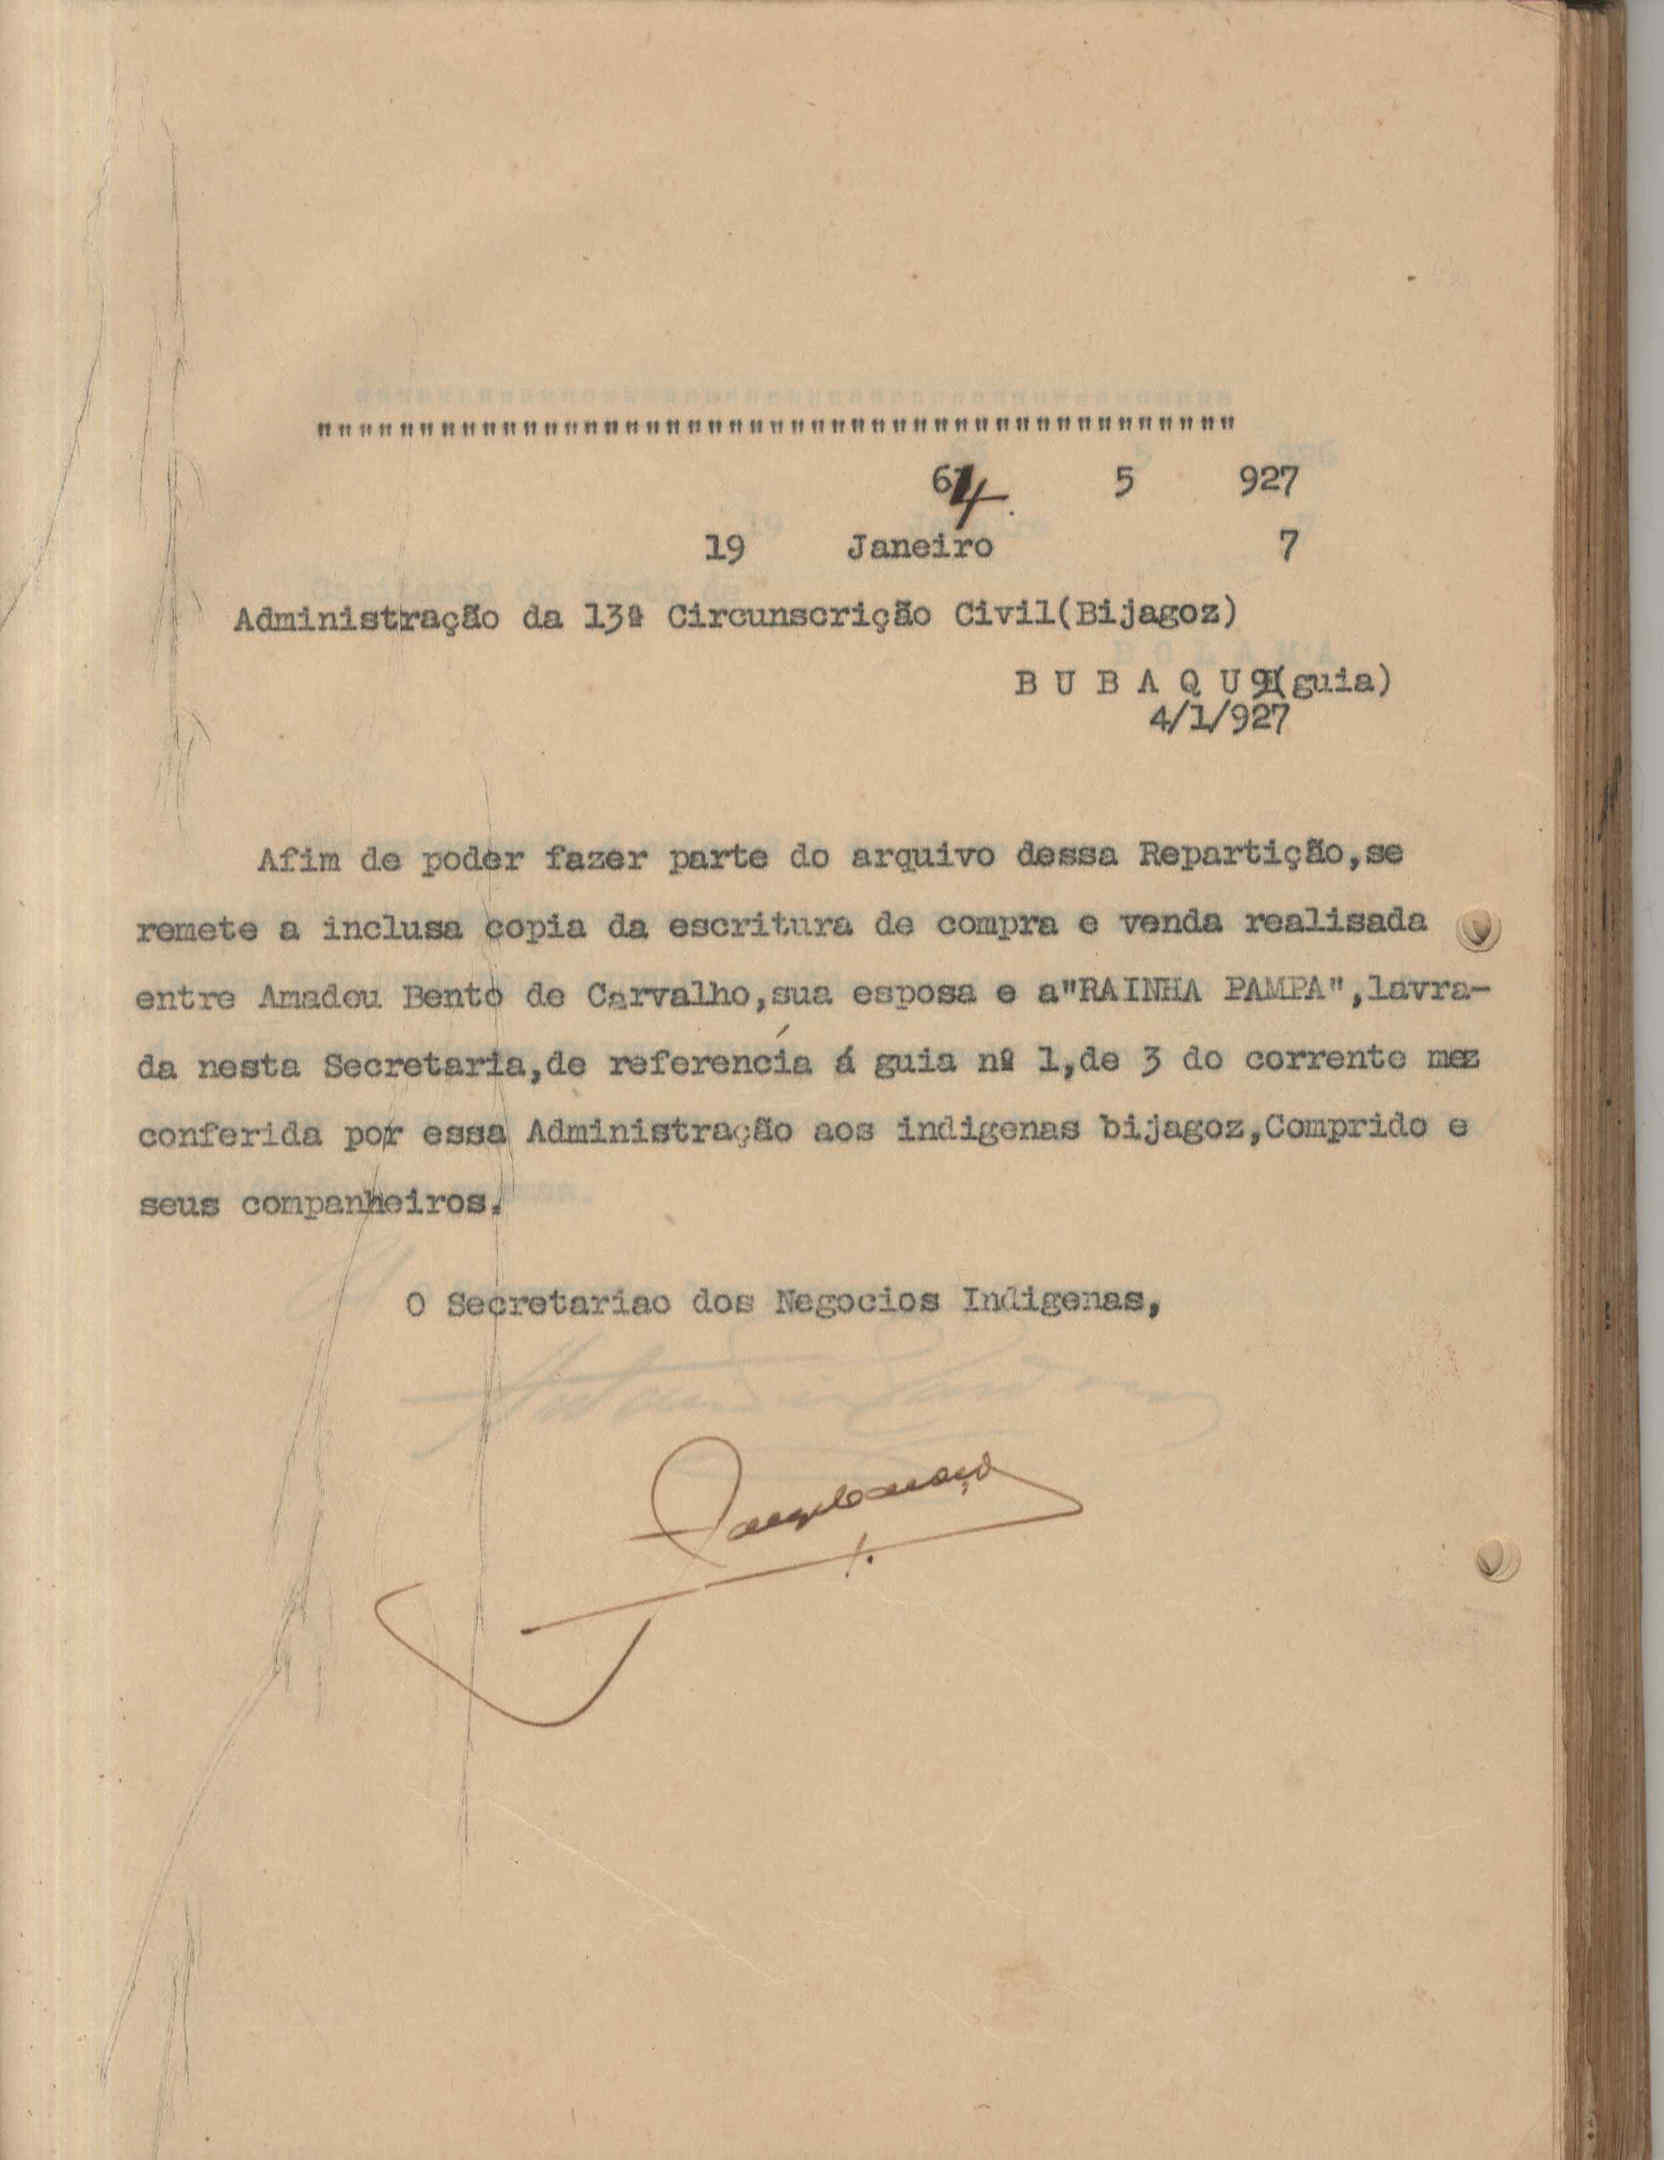 """"""""""""""""""""""""""""""""""""""""""""
64 5 927
19 Janeiro 7
Administração da 13ª Circunscrição Civil(Bijagoz)
B U B A Q U E(guia)
4/1/927
Afim de poder fazer parte do arquivo dessa Repartição,se
remete a inclusa copia da escritura de compra e venda realisada
entre Amadeu Bento de Carvalho,sua esposa e a"RAINHA PAMPA",lavra-
da nesta Secretaria,de referencía á guia nº 1,de 3 do corrente mez
conferida por essa Administração aos indigenas bijagoz,Comprido e
seus companheiros.
O Secretariao dos Negocios Indigenas,